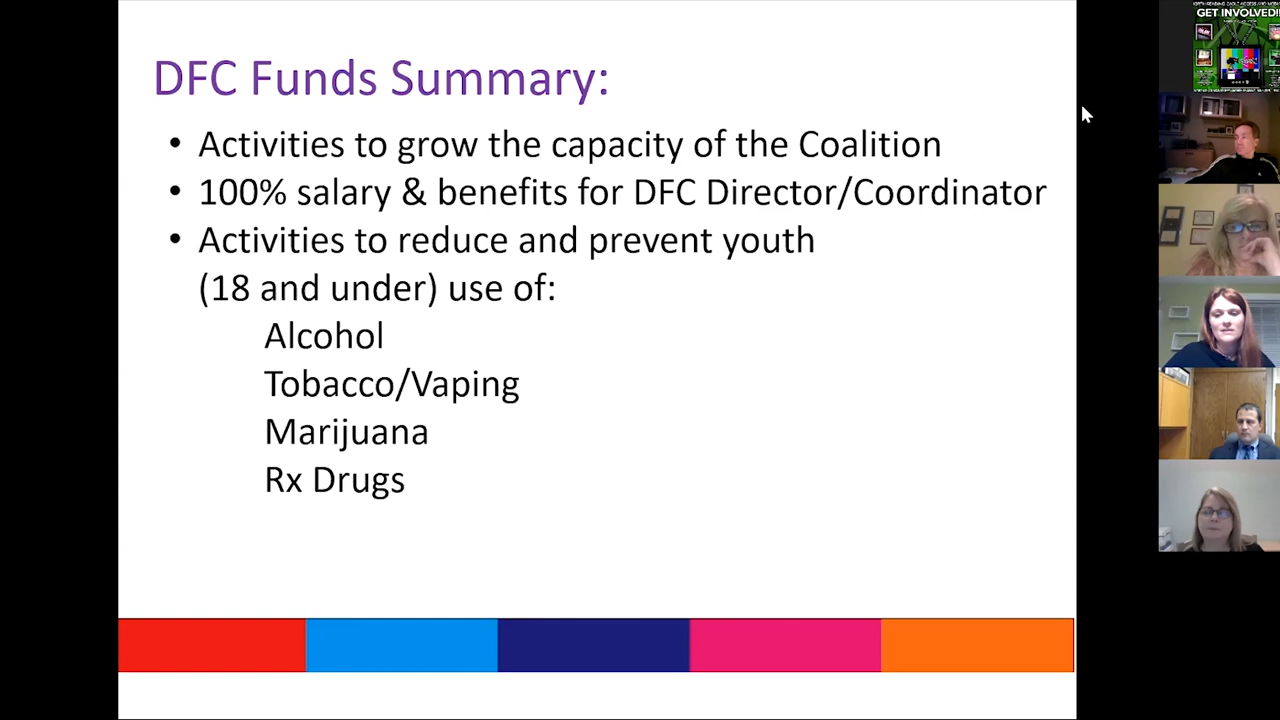 DFC Funds Summary:
• Activities to grow the capacity of the Coalition
• 100% salary & benefits for DFC Director/Coordinator
• Activities to reduce and prevent youth
(18 and under) use of:
Alcohol
Tobacco/Vaping
Marijuana
Rx Drugs
GET INVOLVED!!